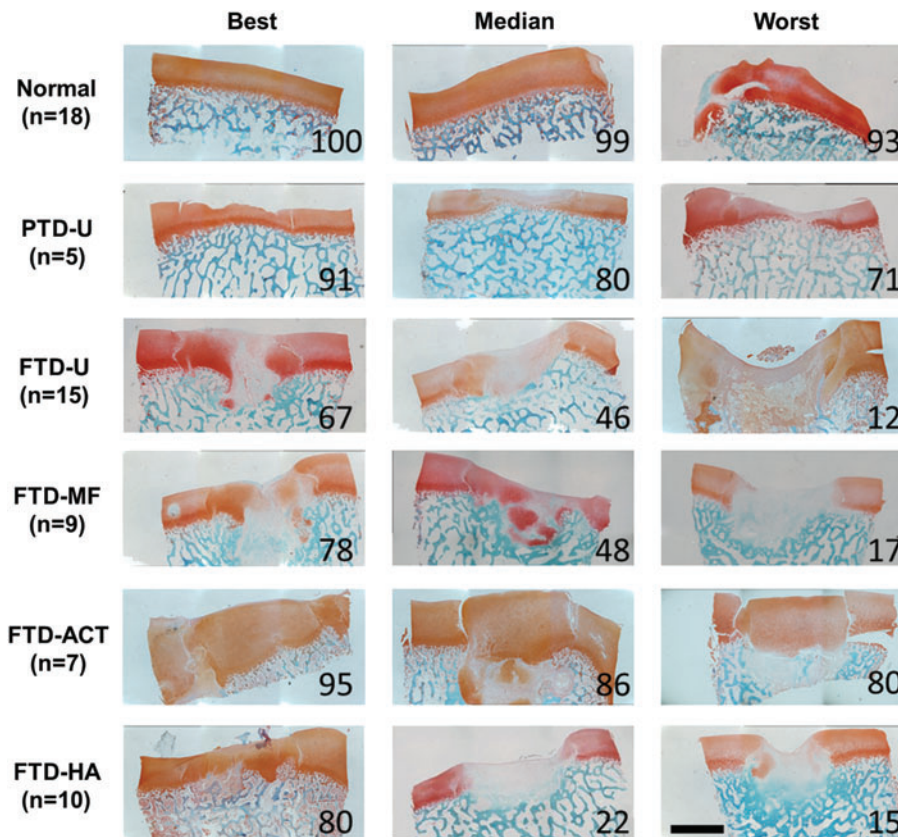 Best Median Worst
Normal
(n=18)
100 99 93
PTD-U
(n=5)
91 80 71
FTD-U
(n=15)
67 46 12
FTD-MF
(n=9)
78 48 17
FTD-ACT
(n=7)
95 86 80
FTD-HA
(n=10)
80 22 15